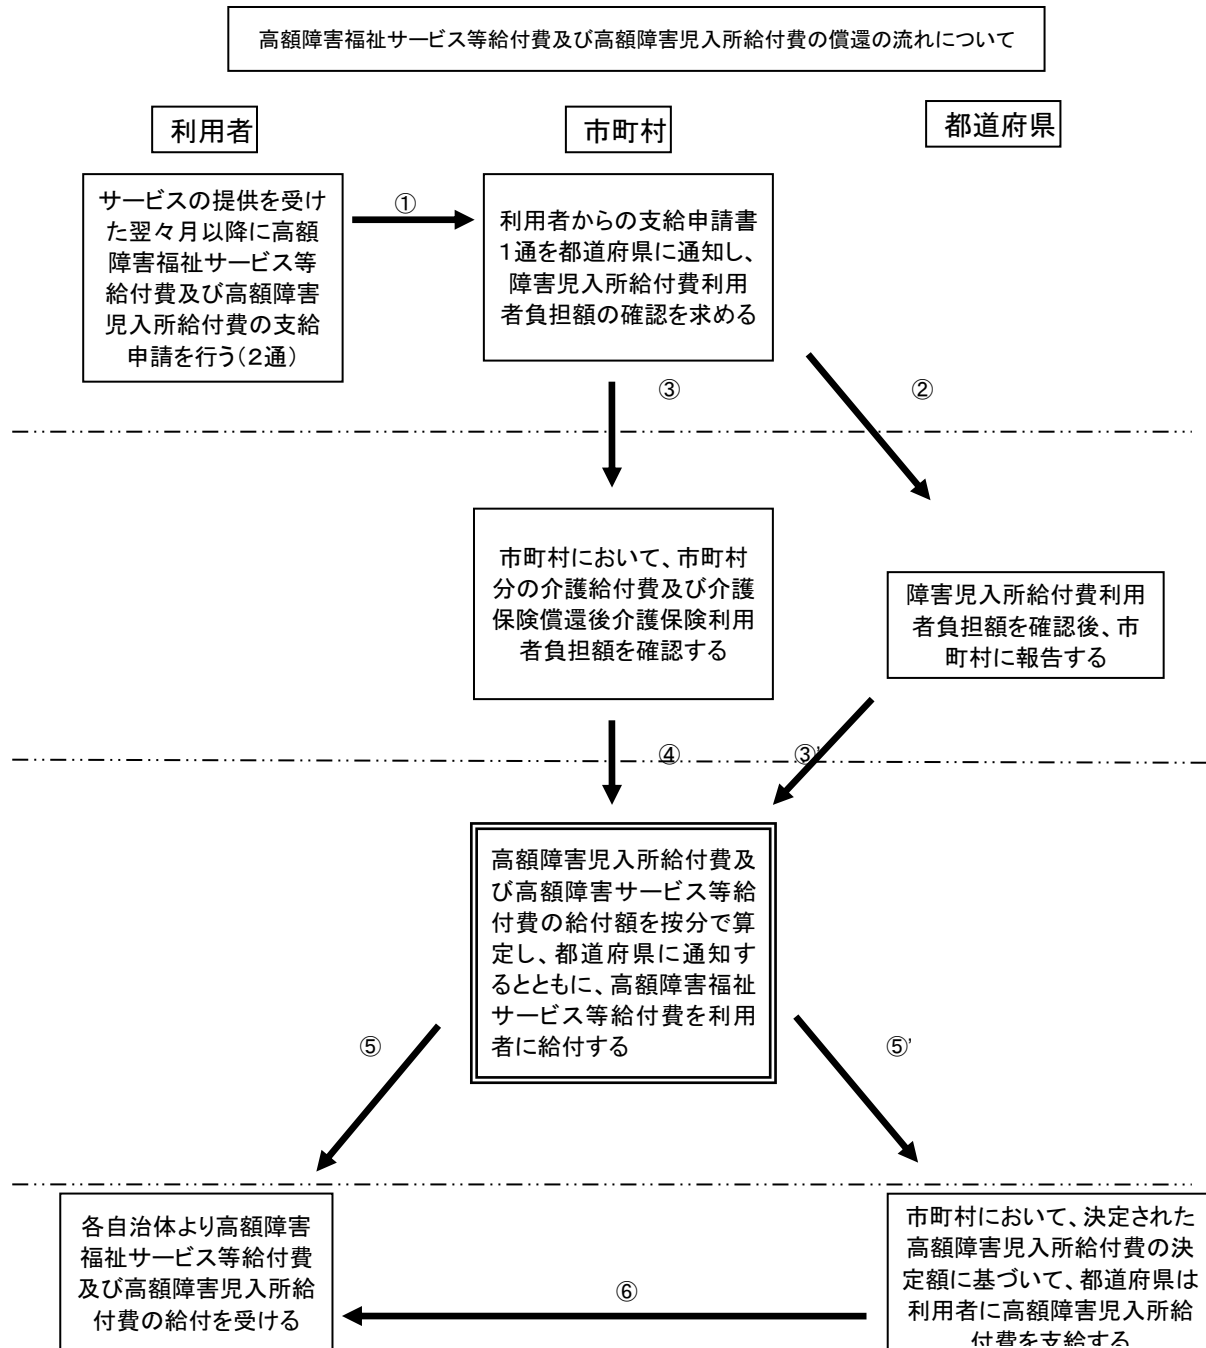 高額障害福祉サービス等給付費及び高額障害児入所給付費の償還の流れについて
利用者
市町村
都道府県
サービスの提供を受け
た翌々月以降に高額
障害福祉サービス等
給付費及び高額障害
児入所給付費の支給
申請を行う(2通)
①
利用者からの支給申請書
1通を都道府県に通知し、
障害児入所給付費利用
者負担額の確認を求める
③
②
市町村において、市町村
分の介護給付費及び介護
保険償還後介護保険利用
者負担額を確認する
障害児入所給付費利用
者負担額を確認後、市
町村に報告する
④
③'
高額障害児入所給付費及
び高額障害サービス等給
付費の給付額を按分で算
定し、都道府県に通知す
るとともに、高額障害福祉
サービス等給付費を利用
者に給付する
⑤
⑤'
各自治体より高額障害
福祉サービス等給付費
及び高額障害児入所給
付費の給付を受ける
⑥
市町村において、決定された
高額障害児入所給付費の決
定額に基づいて、都道府県は
利用者に高額障害児入所給
付費を支給する